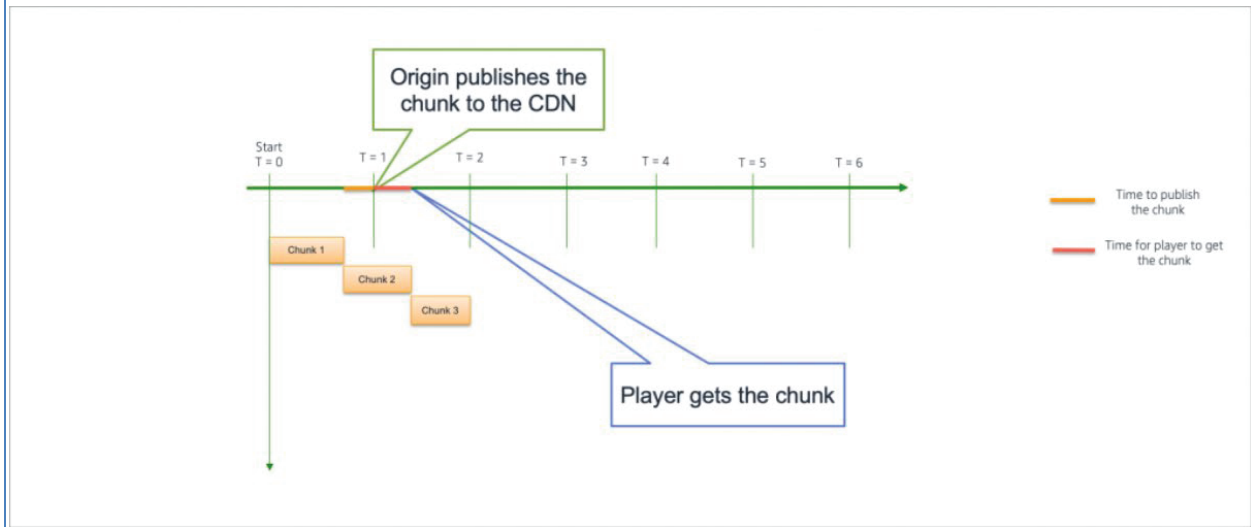 Origin publishes the
chunk to the CDN
Start
T = 0
T = 1
T = 2
T = 3
T = 4
T = 5
T = 6
Time to publish
the chunk
Time for player to get
the chunk
Chunk 1
Chunk 2
Chunk 3
Player gets the chunk